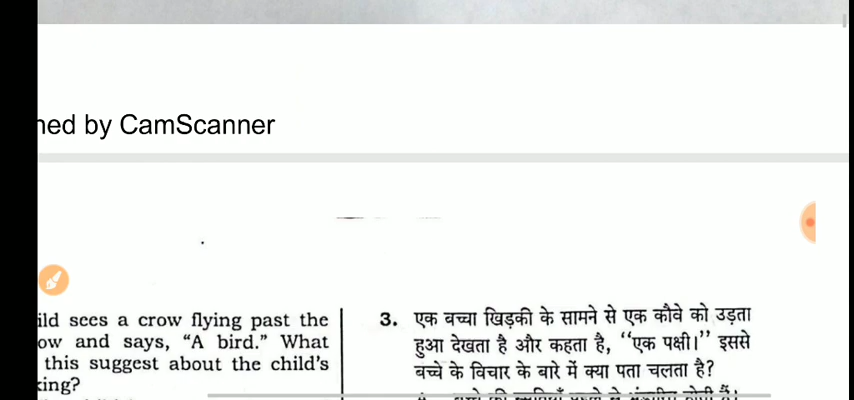 ned by CamScanner
ild sees a crow flying past the
ow and says, “A bird.” What
this suggest about the child's
king?
3. एक बच्चा खिड़की के सामने से एक कौवे को उड़ता
हुआ देखता है और कहता है, “एक पक्षी।” इससे
बच्चे के विचार के बारे में क्या पता चलता है?